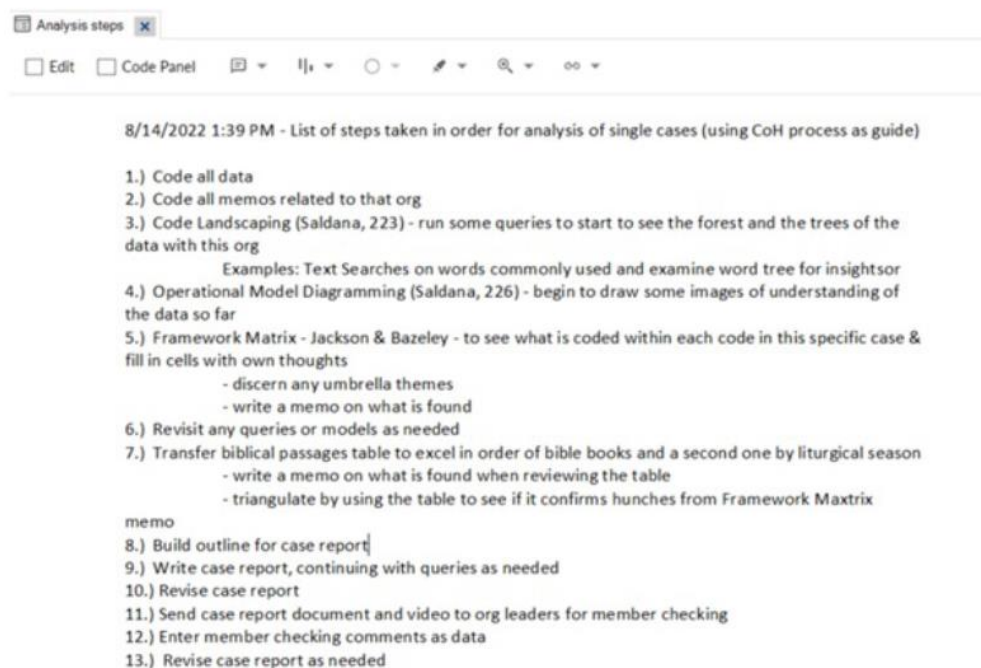 Analysis steps
Edit Code Panel
8/14/2022 1:39 PM - List of steps taken in order for analysis of single cases (using CoH process as guide)
1.) Code all data
2.) Code all memos related to that org
3.) Code Landscaping (Saldana, 223) - run some queries to start to see the forest and the trees of the
data with this org
Examples: Text Searches on words commonly used and examine word tree for insightsor
4.) Operational Model Diagramming (Saldana, 226) - begin to draw some images of understanding of
the data so far
5.) Framework Matrix - Jackson & Bazeley - to see what is coded within each code in this specific case &
fill in cells with own thoughts
- discern any umbrella themes
- write a memo on what is found
6.) Revisit any queries or models as needed
7.) Transfer biblical passages table to excel in order of bible books and a second one by liturgical season
- write a memo on what is found when reviewing the table
- triangulate by using the table to see if it confirms hunches from Framework Maxtrix
memo
8.) Build outline for case report
9.) Write case report, continuing with queries as needed
10.) Revise case report
11.) Send case report document and video to org leaders for member checking
12.) Enter member checking comments as data
13.) Revise case report as needed